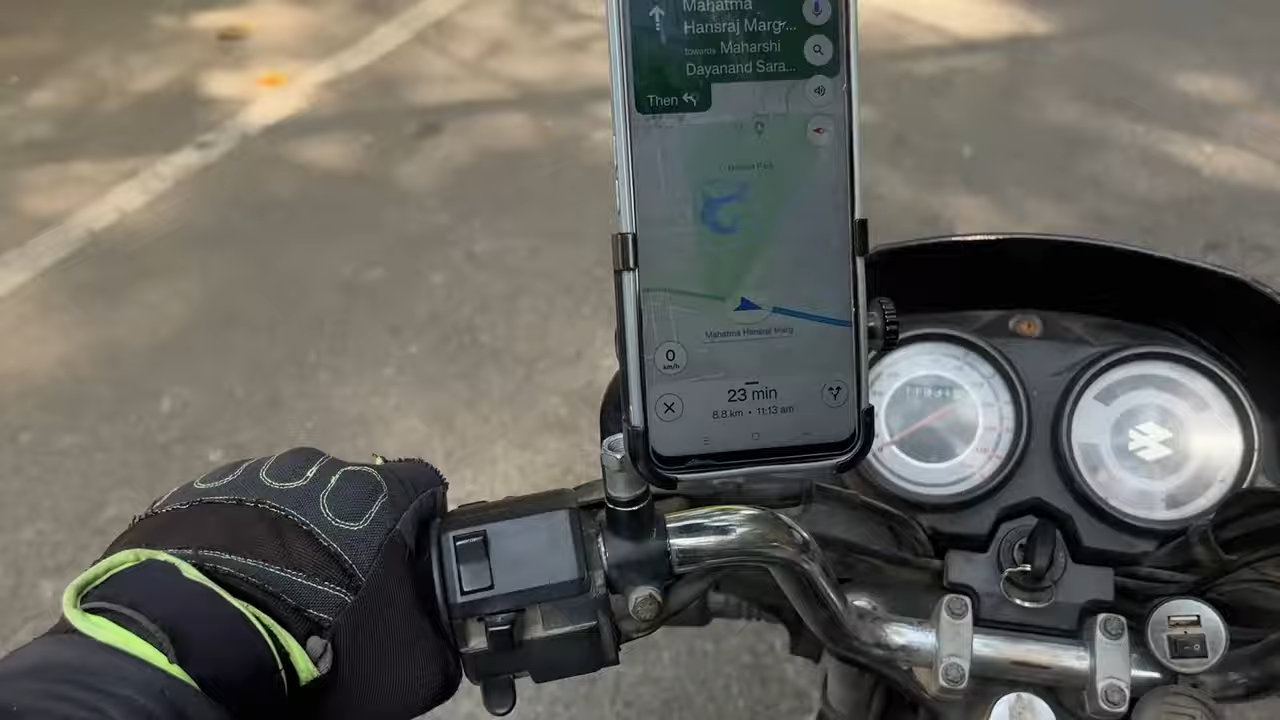 Mahatma
Hansraj Marg...
towards Maharshi
Dayanand Sara...
Then
Mahatma Hansraj Marg
0
km/h
23 min
8.8 km • 11:13 am